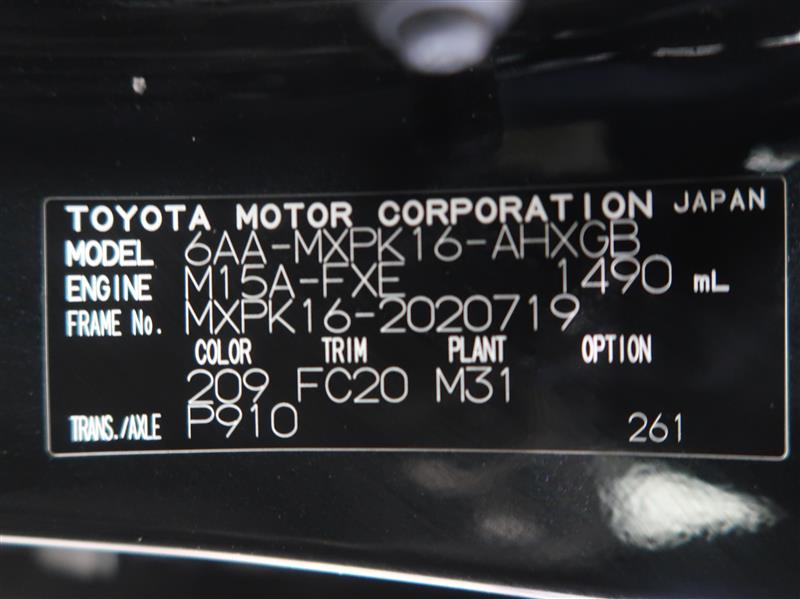 TOYOTA MOTOR CORPORATION JAPAN
MODEL 6AA-MXPK16-AHXGB
ENGINE M15A-FXE 1490 mL
FRAME No. MXPK16-2020719
COLOR TRIM PLANT OPTION
209 FC20 M31
TRANS./AXLE P910 261